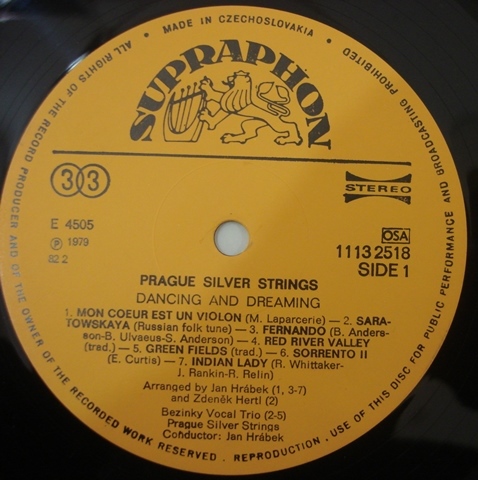 • MADE IN CZECHOSLOVAKIA •
ALL RIGHTS OF THE RECORD PRODUCER AND OF THE OWNER OF THE RECORDED WORK RESERVED . REPRODUCTION . USE OF THIS DISC FOR PUBLIC PERFORMANCE AND BROADCASTING PROHIBITED
SUPRAPHON
33
STEREO
E 4505
℗ 1979
82 2
OSA
1113 2518
SIDE 1
PRAGUE SILVER STRINGS
DANCING AND DREAMING
1. MON COEUR EST UN VIOLON (M. Laparcerie) – 2. SARA-
TOWSKAYA (Russian folk tune) – 3. FERNANDO (B. Anders-
son-B. Ulvaeus-S. Anderson) – 4. RED RIVER VALLEY
(trad.) – 5. GREEN FIELDS (trad.) – 6. SORRENTO II
(E. Curtis) – 7. INDIAN LADY (R. Whittaker-
J. Rankin-R. Relin)
Arranged by Jan Hrábek (1, 3-7)
and Zdeněk Hertl (2)
Bezinky Vocal Trio (2-5)
Prague Silver Strings
Conductor: Jan Hrábek